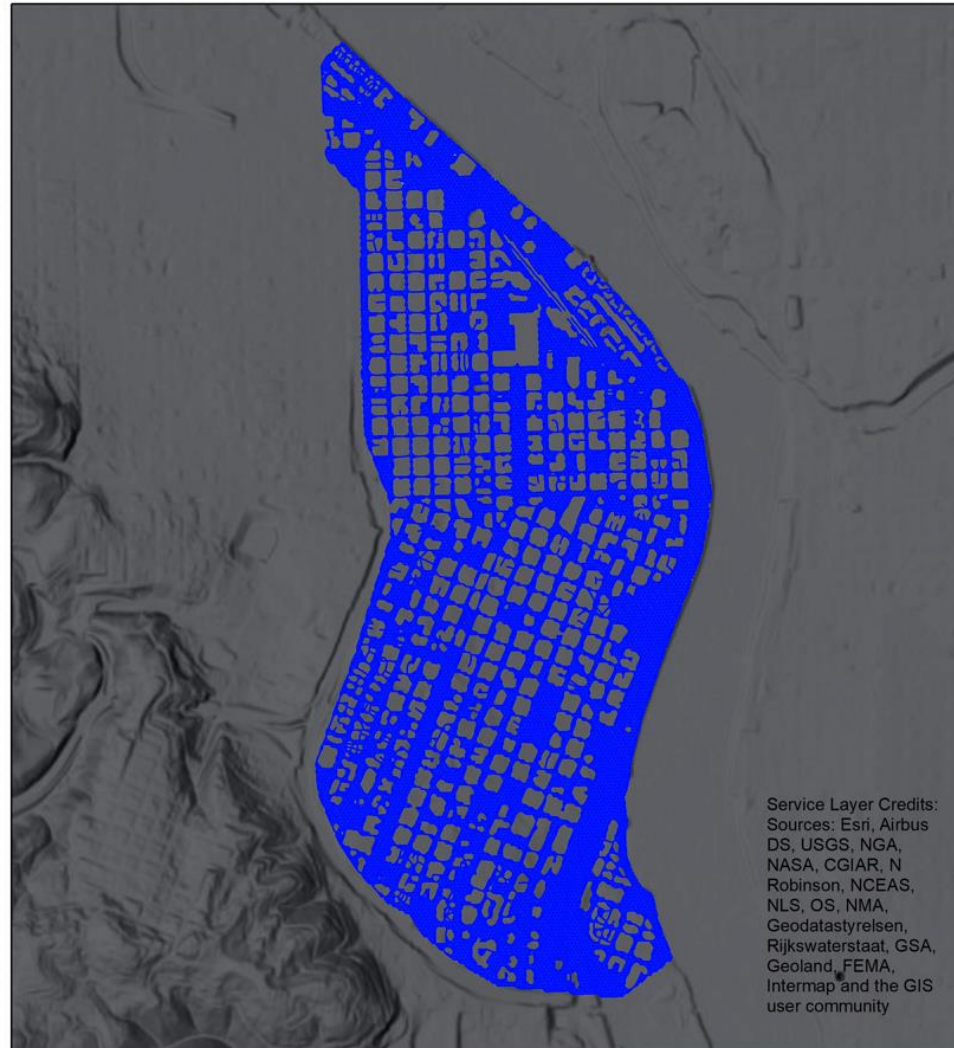 Service Layer Credits:
Sources: Esri, Airbus
DS, USGS, NGA,
NASA, CGIAR, N
Robinson, NCEAS,
NLS, OS, NMA,
Geodatastyrelsen,
Rijkswaterstaat, GSA,
Geoland, FEMA,
Intermap and the GIS
user community